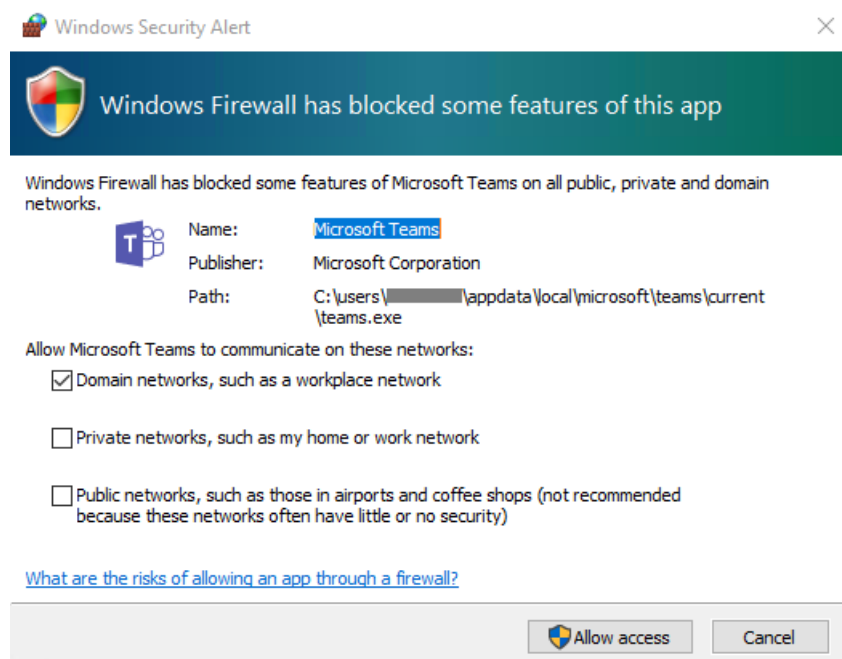 Windows Security Alert
Windows Firewall has blocked some features of this app
Windows Firewall has blocked some features of Microsoft Teams on all public, private and domain
networks.
Name: Microsoft Teams
Publisher: Microsoft Corporation
Path: C:\users\ \appdata\local\microsoft\teams\current
\teams.exe
Allow Microsoft Teams to communicate on these networks:
Domain networks, such as a workplace network
Private networks, such as my home or work network
Public networks, such as those in airports and coffee shops (not recommended
because these networks often have little or no security)
What are the risks of allowing an app through a firewall?
Allow access Cancel